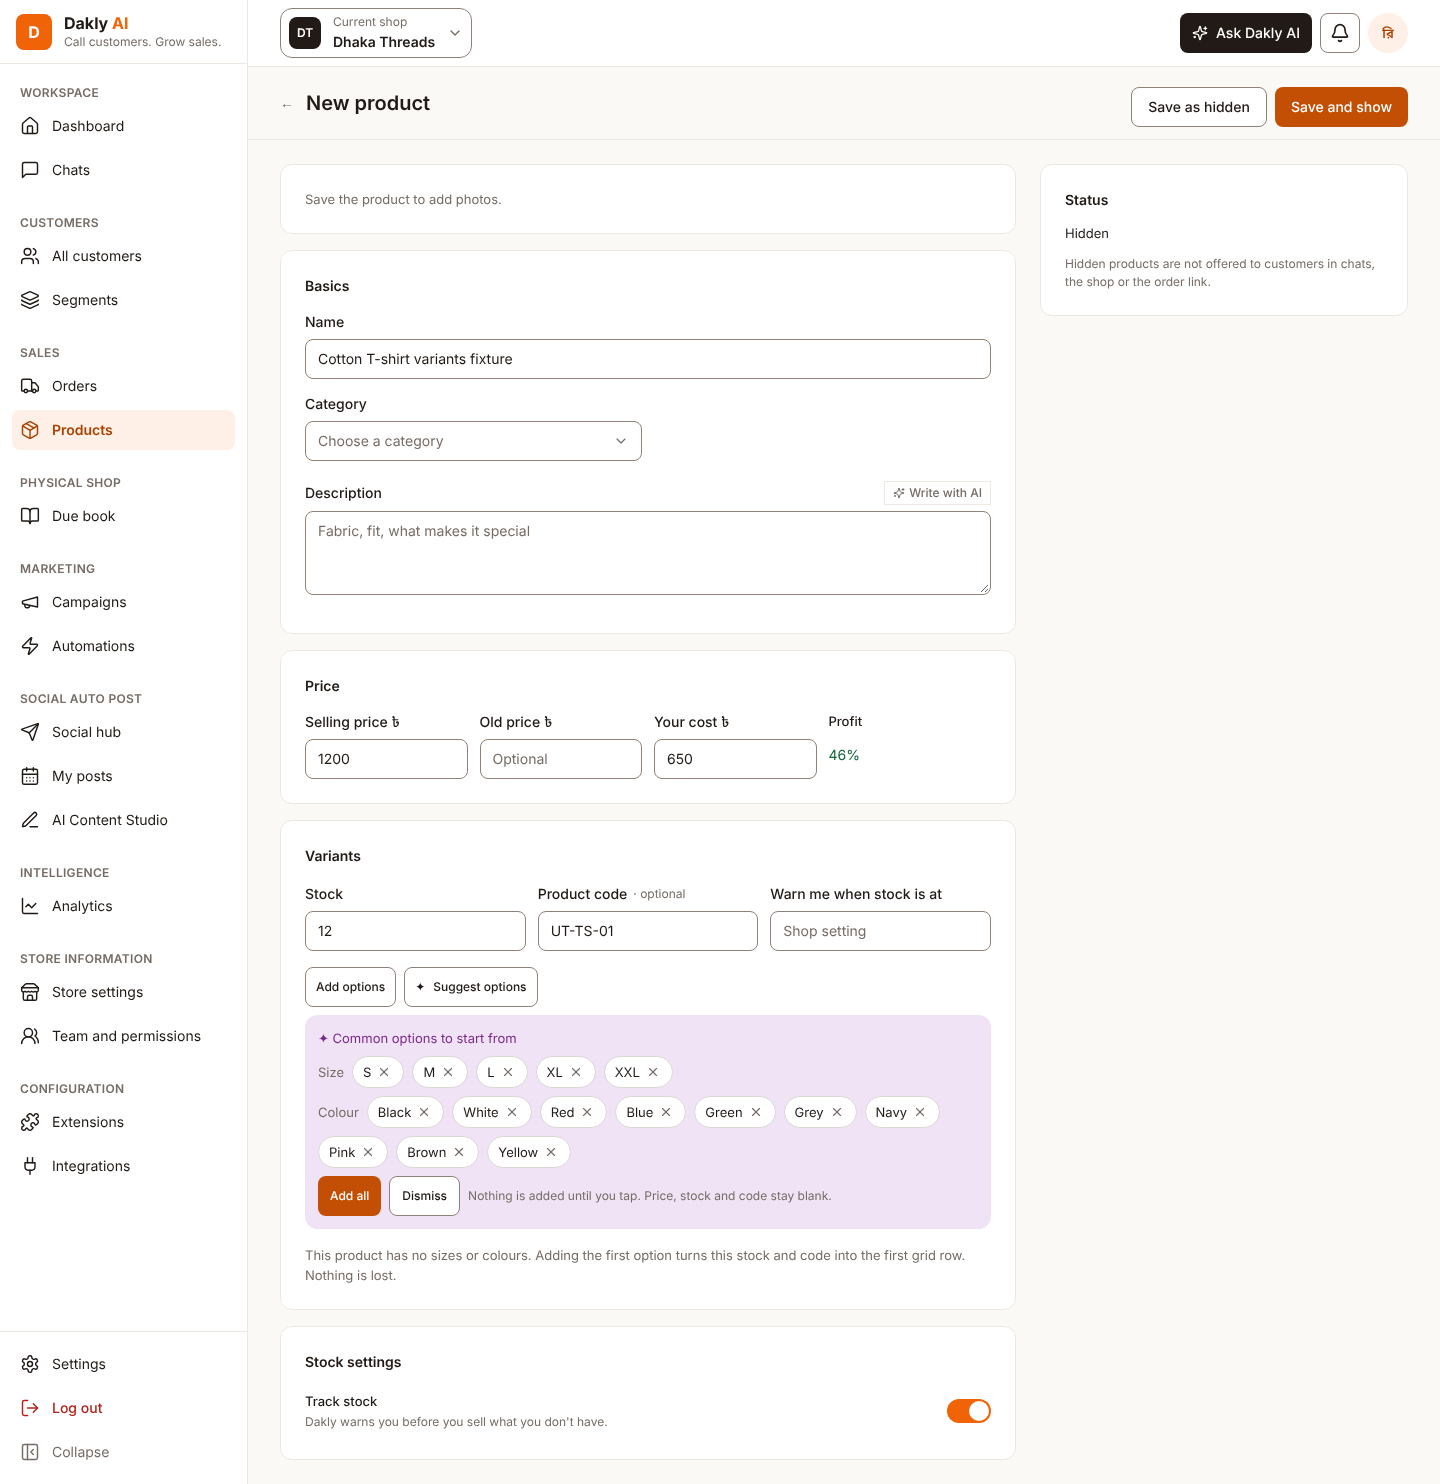 D
Dakly AI
Call customers. Grow sales.
WORKSPACE
Dashboard
Chats
CUSTOMERS
All customers
Segments
SALES
Orders
Products
PHYSICAL SHOP
Due book
MARKETING
Campaigns
Automations
SOCIAL AUTO POST
Social hub
My posts
AI Content Studio
INTELLIGENCE
Analytics
STORE INFORMATION
Store settings
Team and permissions
CONFIGURATION
Extensions
Integrations
Settings
Log out
Collapse
DT
Current shop
Dhaka Threads
Ask Dakly AI
রি
← New product
Save as hidden
Save and show
Save the product to add photos.
Basics
Name
Cotton T-shirt variants fixture
Category
Choose a category
Description
Write with AI
Fabric, fit, what makes it special
Price
Selling price ৳ Old price ৳ Your cost ৳ Profit
1200 Optional 650 46%
Variants
Stock Product code · optional Warn me when stock is at
12 UT-TS-01 Shop setting
Add options ✦ Suggest options
✦ Common options to start from
Size S × M × L × XL × XXL ×
Colour Black × White × Red × Blue × Green × Grey × Navy ×
Pink × Brown × Yellow ×
Add all Dismiss Nothing is added until you tap. Price, stock and code stay blank.
This product has no sizes or colours. Adding the first option turns this stock and code into the first grid row.
Nothing is lost.
Stock settings
Track stock
Dakly warns you before you sell what you don't have.
Status
Hidden
Hidden products are not offered to customers in chats,
the shop or the order link.